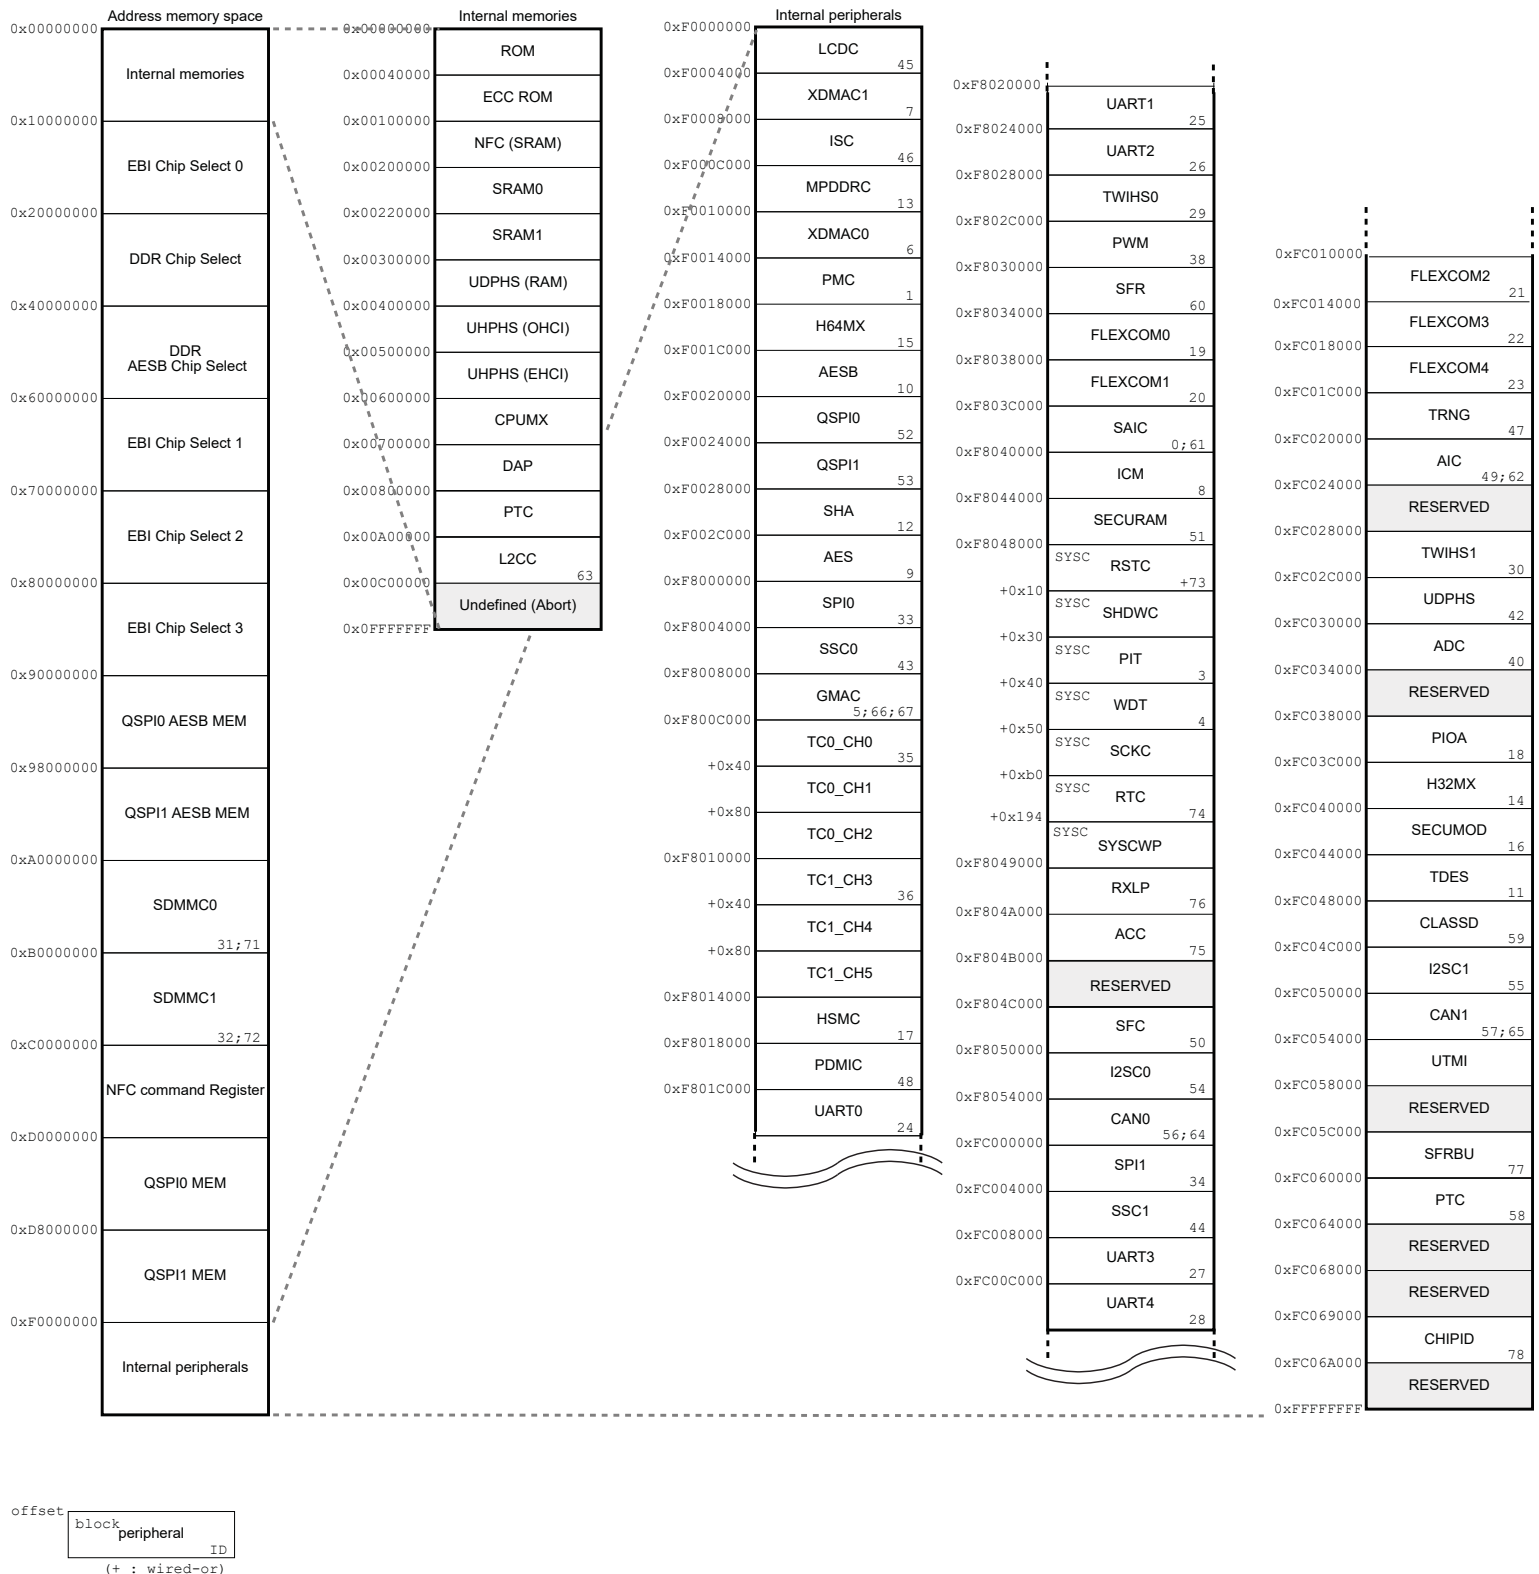 Address memory space
0x00000000
Internal memories
0x10000000
EBI Chip Select 0
0x20000000
DDR Chip Select
0x40000000
DDR
AESB Chip Select
0x60000000
EBI Chip Select 1
0x70000000
EBI Chip Select 2
0x80000000
EBI Chip Select 3
0x90000000
QSPI0 AESB MEM
0x98000000
QSPI1 AESB MEM
0xA0000000
SDMMC0
31;71
0xB0000000
SDMMC1
32;72
0xC0000000
NFC command Register
0xD0000000
QSPI0 MEM
0xD8000000
QSPI1 MEM
0xF0000000
Internal peripherals
Internal memories
0x00000000
ROM
0x00040000
ECC ROM
0x00100000
NFC (SRAM)
0x00200000
SRAM0
0x00220000
SRAM1
0x00300000
UDPHS (RAM)
0x00400000
UHPHS (OHCI)
0x00500000
UHPHS (EHCI)
0x00600000
CPUMX
0x00700000
DAP
0x00800000
PTC
0x00A00000
L2CC
63
0x00C00000
Undefined (Abort)
0x0FFFFFFF
Internal peripherals
0xF0000000
LCDC
45
0xF0004000
XDMAC1
7
0xF0008000
ISC
46
0xF000C000
MPDDRC
13
0xF0010000
XDMAC0
6
0xF0014000
PMC
1
0xF0018000
H64MX
15
0xF001C000
AESB
10
0xF0020000
QSPI0
52
0xF0024000
QSPI1
53
0xF0028000
SHA
12
0xF002C000
AES
9
0xF8000000
SPI0
33
0xF8004000
SSC0
43
0xF8008000
GMAC
5;66;67
0xF800C000
TC0_CH0
35
+0x40
TC0_CH1
+0x80
TC0_CH2
0xF8010000
TC1_CH3
36
+0x40
TC1_CH4
+0x80
TC1_CH5
0xF8014000
HSMC
17
0xF8018000
PDMIC
48
0xF801C000
UART0
24
0xF8020000
UART1
25
0xF8024000
UART2
26
0xF8028000
TWIHS0
29
0xF802C000
PWM
38
0xF8030000
SFR
60
0xF8034000
FLEXCOM0
19
0xF8038000
FLEXCOM1
20
0xF803C000
SAIC
0;61
0xF8040000
ICM
8
0xF8044000
SECURAM
51
0xF8048000
SYSC
RSTC
+73
+0x10
SYSC
SHDWC
+0x30
SYSC
PIT
3
+0x40
SYSC
WDT
4
+0x50
SYSC
SCKC
+0xb0
SYSC
RTC
74
+0x194
SYSC
SYSCWP
0xF8049000
RXLP
76
0xF804A000
ACC
75
0xF804B000
RESERVED
0xF804C000
SFC
50
0xF8050000
I2SC0
54
0xF8054000
CAN0
56;64
0xFC000000
SPI1
34
0xFC004000
SSC1
44
0xFC008000
UART3
27
0xFC00C000
UART4
28
0xFC010000
FLEXCOM2
21
0xFC014000
FLEXCOM3
22
0xFC018000
FLEXCOM4
23
0xFC01C000
TRNG
47
0xFC020000
AIC
49;62
0xFC024000
RESERVED
0xFC028000
TWIHS1
30
0xFC02C000
UDPHS
42
0xFC030000
ADC
40
0xFC034000
RESERVED
0xFC038000
PIOA
18
0xFC03C000
H32MX
14
0xFC040000
SECUMOD
16
0xFC044000
TDES
11
0xFC048000
CLASSD
59
0xFC04C000
I2SC1
55
0xFC050000
CAN1
57;65
0xFC054000
UTMI
0xFC058000
RESERVED
0xFC05C000
SFRBU
77
0xFC060000
PTC
58
0xFC064000
RESERVED
0xFC068000
RESERVED
0xFC069000
CHIPID
78
0xFC06A000
RESERVED
0xFFFFFFFF
offset
block
peripheral
ID
(+ : wired-or)